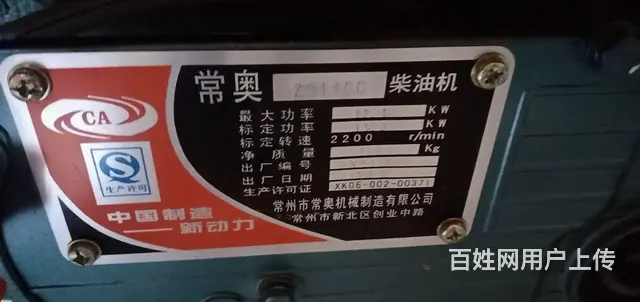 常奥 柴油机
CA
最大功率 KW
标定功率 KW
标定转速 2200 r/min
净质量 Kg
出厂编号
出厂日期
生产许可证 XK06-002-00371
QS
生产许可
中国制造
一新动力
常州市常奥机械制造有限公司
常州市新北区创业中路
百姓网用户上传